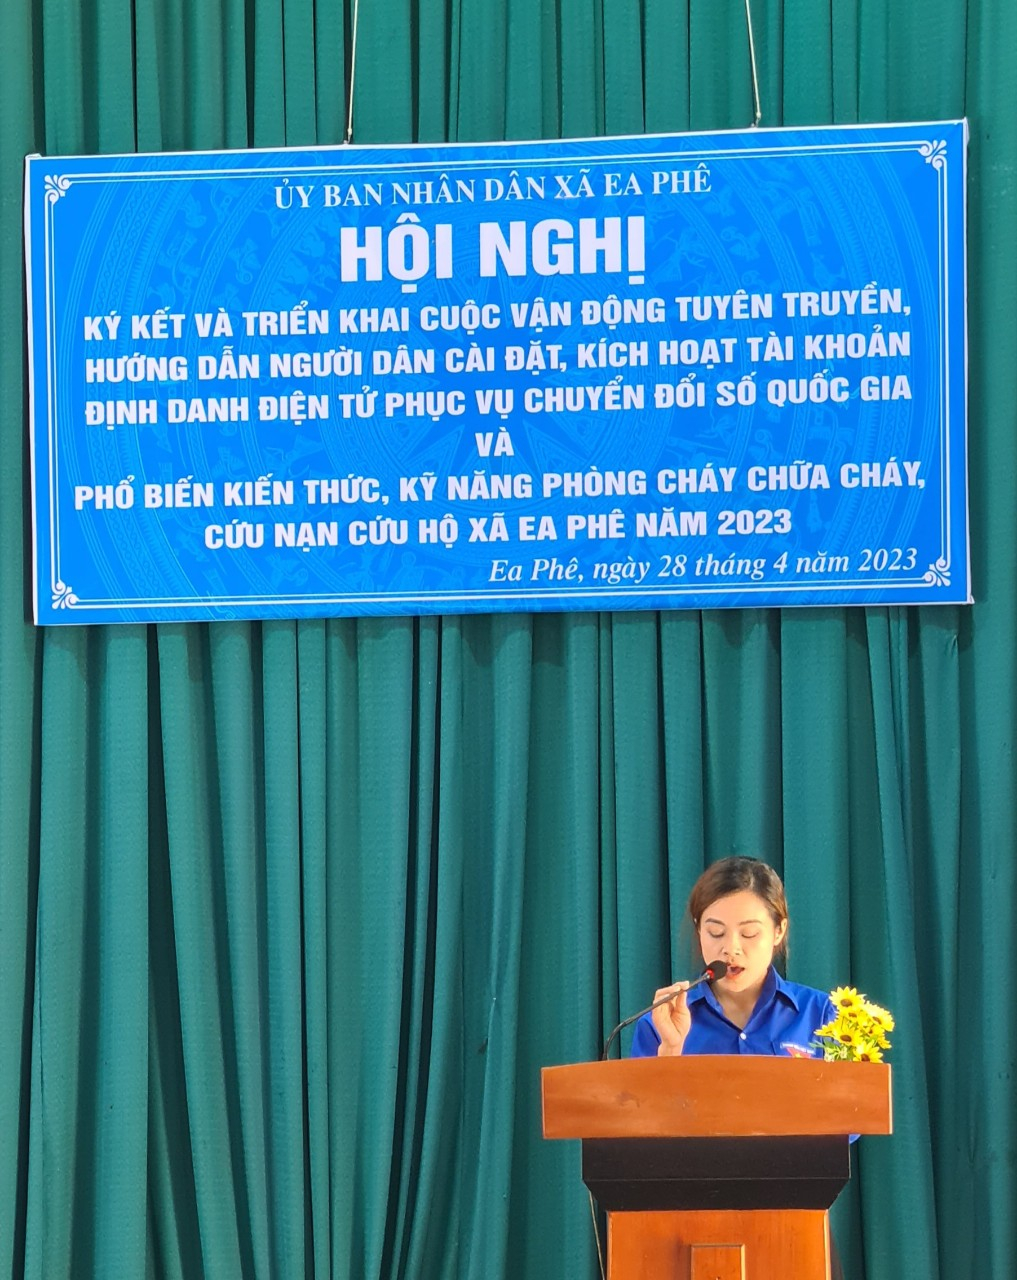 ỦY BAN NHÂN DÂN XÃ EA PHÊ
HỘI NGHỊ
KÝ KẾT VÀ TRIỂN KHAI CUỘC VẬN ĐỘNG TUYÊN TRUYỀN,
HƯỚNG DẪN NGƯỜI DÂN CÀI ĐẶT, KÍCH HOẠT TÀI KHOẢN
ĐỊNH DANH ĐIỆN TỬ PHỤC VỤ CHUYỂN ĐỔI SỐ QUỐC GIA
VÀ
PHỔ BIẾN KIẾN THỨC, KỸ NĂNG PHÒNG CHÁY CHỮA CHÁY,
CỨU NẠN CỨU HỘ XÃ EA PHÊ NĂM 2023
Ea Phê, ngày 28 tháng 4 năm 2023